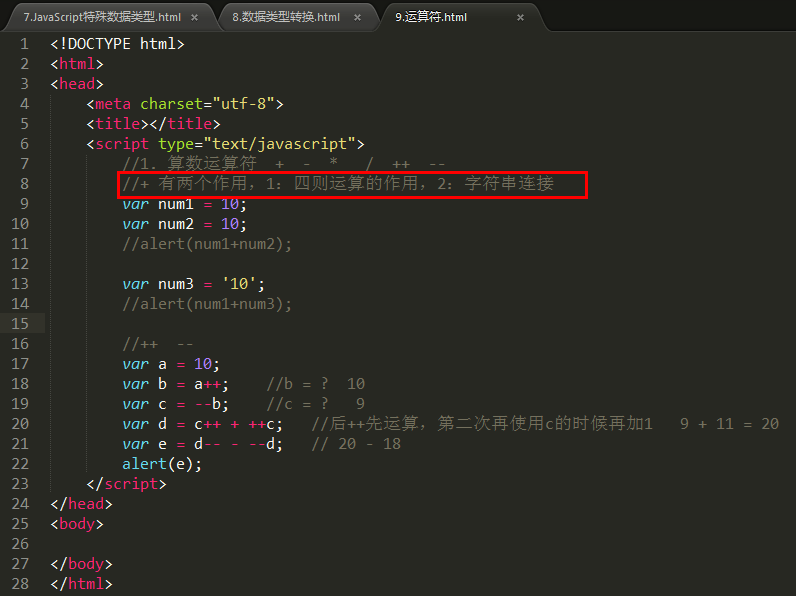 7.JavaScript特殊数据类型.html × 8.数据类型转换.html × 9.运算符.html ×
1 <!DOCTYPE html>
2 <html>
3 <head>
4 <meta charset="utf-8">
5 <title></title>
6 <script type="text/javascript">
7 //1. 算数运算符 + - * / ++ --
8 //+ 有两个作用，1：四则运算的作用，2：字符串连接
9 var num1 = 10;
10 var num2 = 10;
11 //alert(num1+num2);
12
13 var num3 = '10';
14 //alert(num1+num3);
15
16 //++ --
17 var a = 10;
18 var b = a++; //b = ? 10
19 var c = --b; //c = ? 9
20 var d = c++ + ++c; //后++先运算，第二次再使用c的时候再加1 9 + 11 = 20
21 var e = d-- - --d; // 20 - 18
22 alert(e);
23 </script>
24 </head>
25 <body>
26
27 </body>
28 </html>